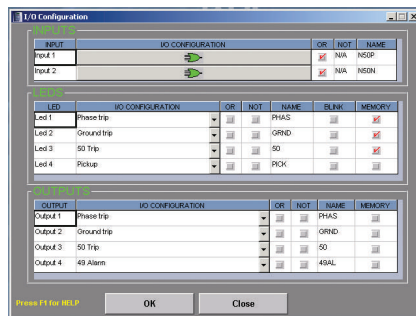 I/O Configuration
INPUTS
INPUT I/O CONFIGURATION OR NOT NAME
Input 1 N/A N50P
Input 2 N/A N50N
LEDS
LED I/O CONFIGURATION OR NOT NAME BLINK MEMORY
Led 1 Phase trip PHAS
Led 2 Ground trip GRND
Led 3 50 Trip 50
Led 4 Pickup PICK
OUTPUTS
OUTPUT I/O CONFIGURATION OR NOT NAME MEMORY
Output 1 Phase trip PHAS
Output 2 Ground trip GRND
Output 3 50 Trip 50
Output 4 49 Alarm 49AL
Press F1 for HELP OK Close